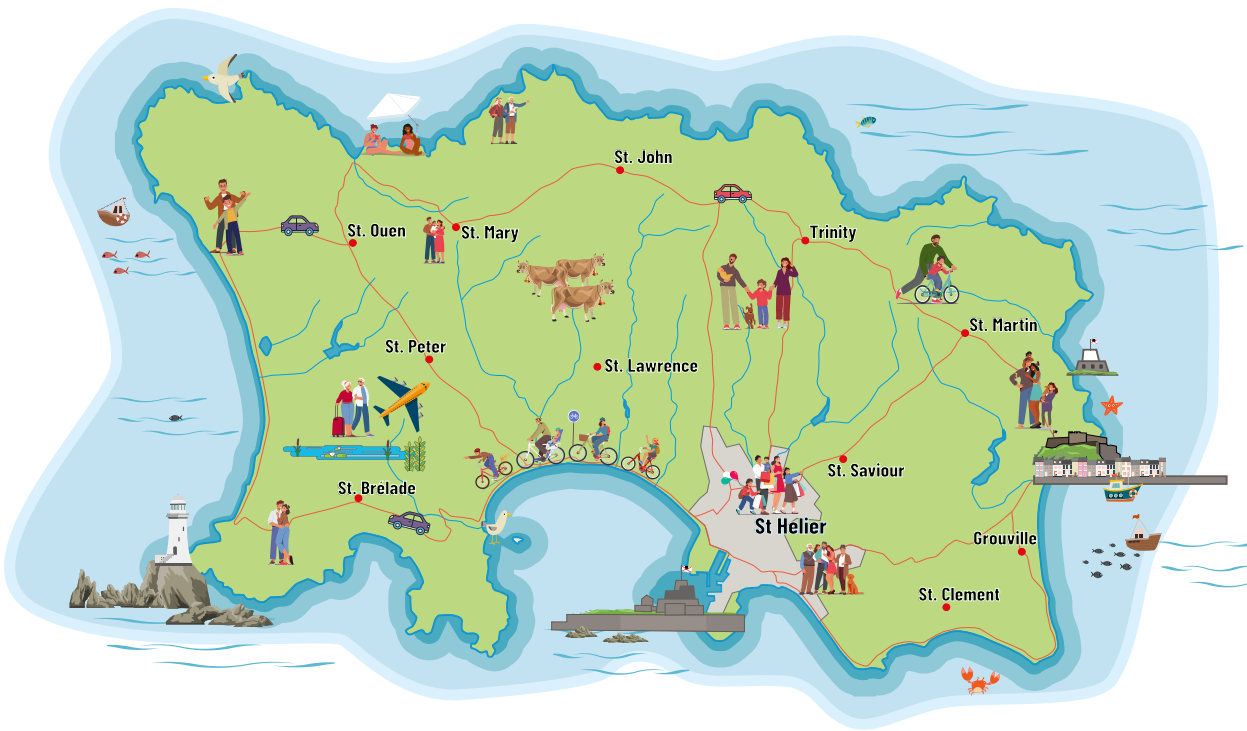 St. John
St. Ouen
St. Mary
Trinity
St. Martin
St. Peter
St. Lawrence
St. Saviour
St. Brelade
St Helier
Grouville
St. Clement